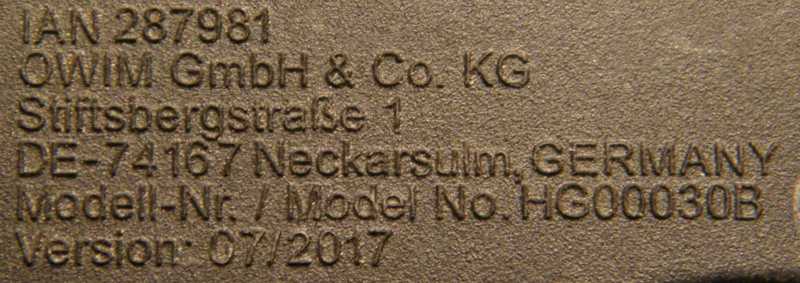 IAN 287981
OWIM GmbH & Co. KG
Stiftsbergstraße 1
DE-74167 Neckarsulm, GERMANY
Modell-Nr. / Model No. HG00030B
Version: 07/2017